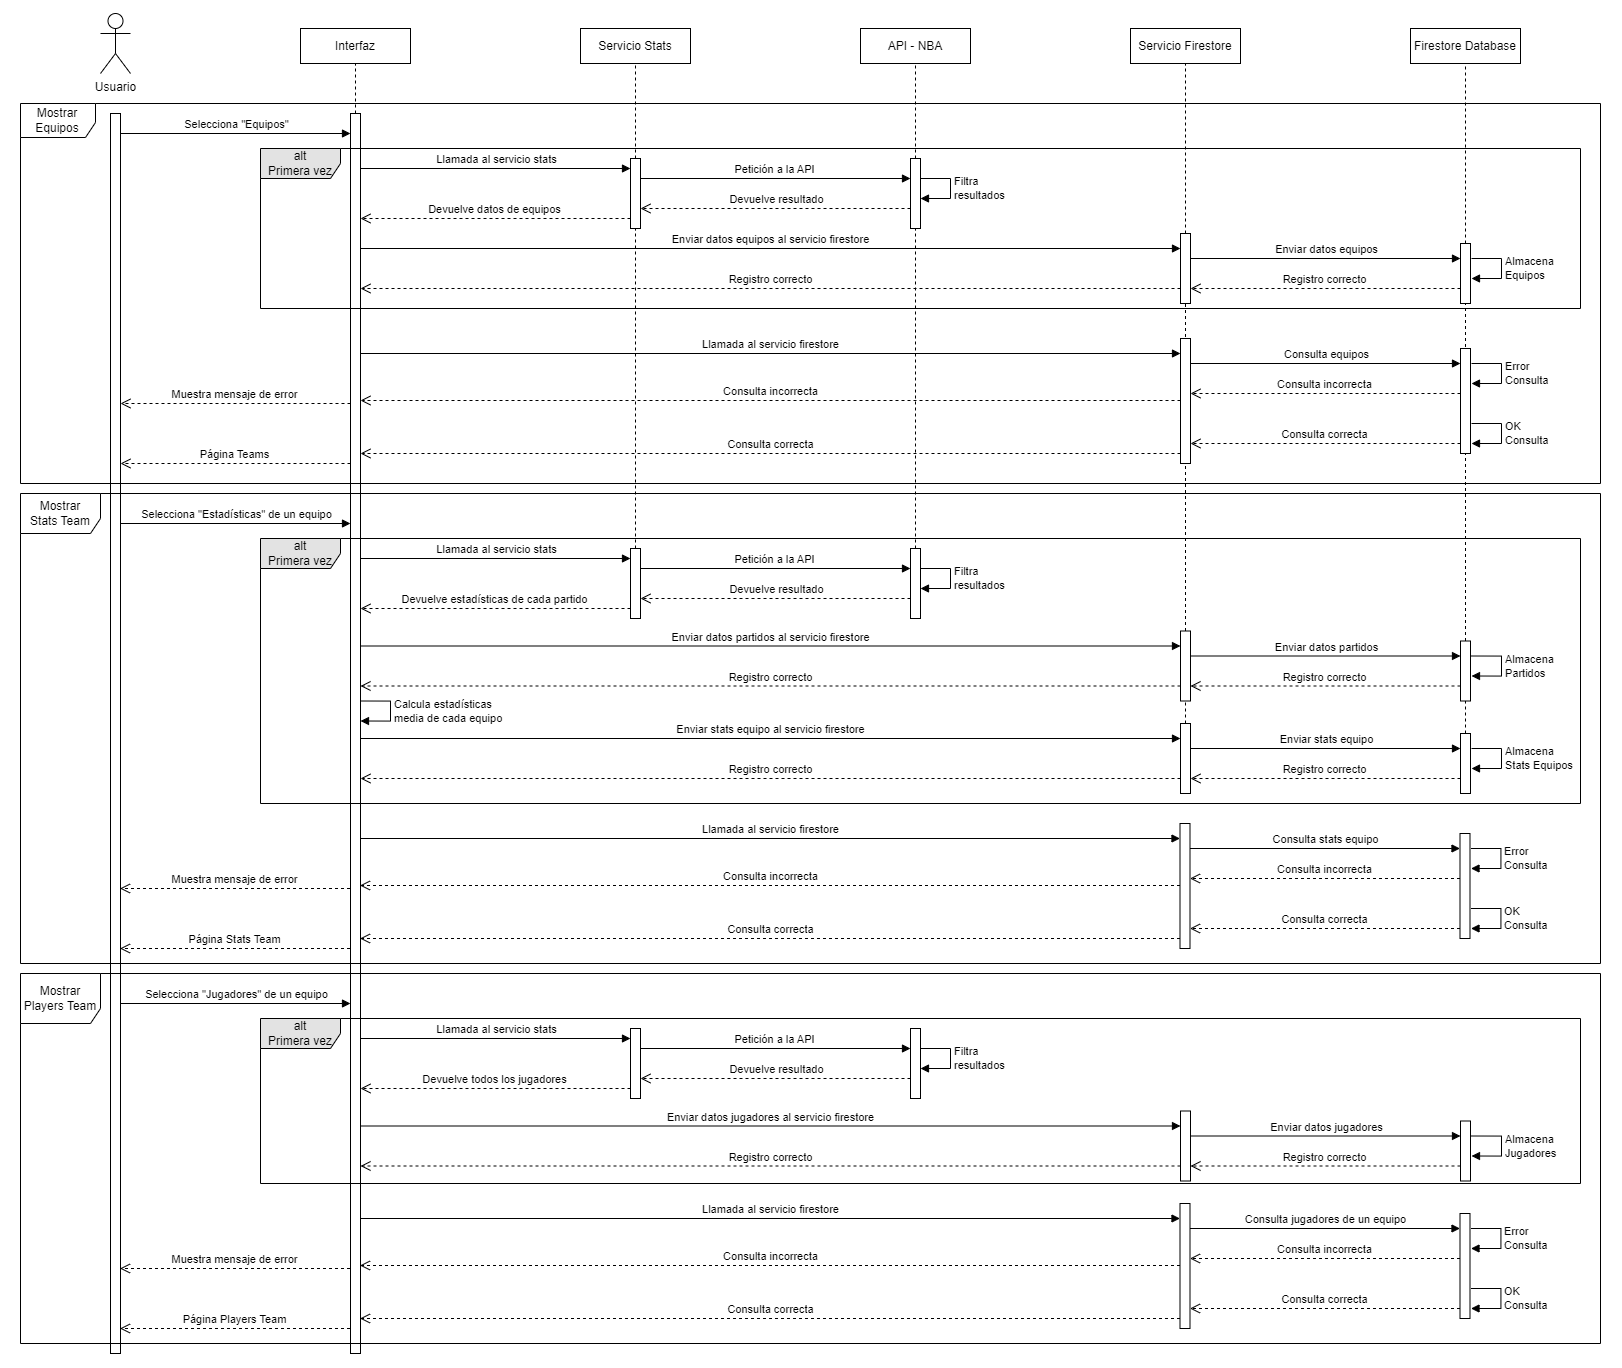 Usuario
Interfaz
Servicio Stats
API - NBA
Servicio Firestore
Firestore Database
Mostrar
Equipos
Selecciona "Equipos"
alt
Primera vez
Llamada al servicio stats
Petición a la API
Filtra
resultados
Devuelve resultado
Devuelve datos de equipos
Enviar datos equipos al servicio firestore
Enviar datos equipos
Almacena
Equipos
Registro correcto
Registro correcto
Llamada al servicio firestore
Consulta equipos
Error
Consulta
Consulta incorrecta
Consulta incorrecta
Muestra mensaje de error
OK
Consulta
Consulta correcta
Consulta correcta
Página Teams
Mostrar
Stats Team
Selecciona "Estadísticas" de un equipo
alt
Primera vez
Llamada al servicio stats
Petición a la API
Filtra
resultados
Devuelve resultado
Devuelve estadísticas de cada partido
Enviar datos partidos al servicio firestore
Enviar datos partidos
Almacena
Partidos
Registro correcto
Registro correcto
Calcula estadísticas
media de cada equipo
Enviar stats equipo al servicio firestore
Enviar stats equipo
Almacena
Stats Equipos
Registro correcto
Registro correcto
Llamada al servicio firestore
Consulta stats equipo
Error
Consulta
Consulta incorrecta
Consulta incorrecta
Muestra mensaje de error
OK
Consulta
Consulta correcta
Consulta correcta
Página Stats Team
Mostrar
Players Team
Selecciona "Jugadores" de un equipo
alt
Primera vez
Llamada al servicio stats
Petición a la API
Filtra
resultados
Devuelve resultado
Devuelve todos los jugadores
Enviar datos jugadores al servicio firestore
Enviar datos jugadores
Almacena
Jugadores
Registro correcto
Registro correcto
Llamada al servicio firestore
Consulta jugadores de un equipo
Error
Consulta
Consulta incorrecta
Consulta incorrecta
Muestra mensaje de error
OK
Consulta
Consulta correcta
Consulta correcta
Página Players Team